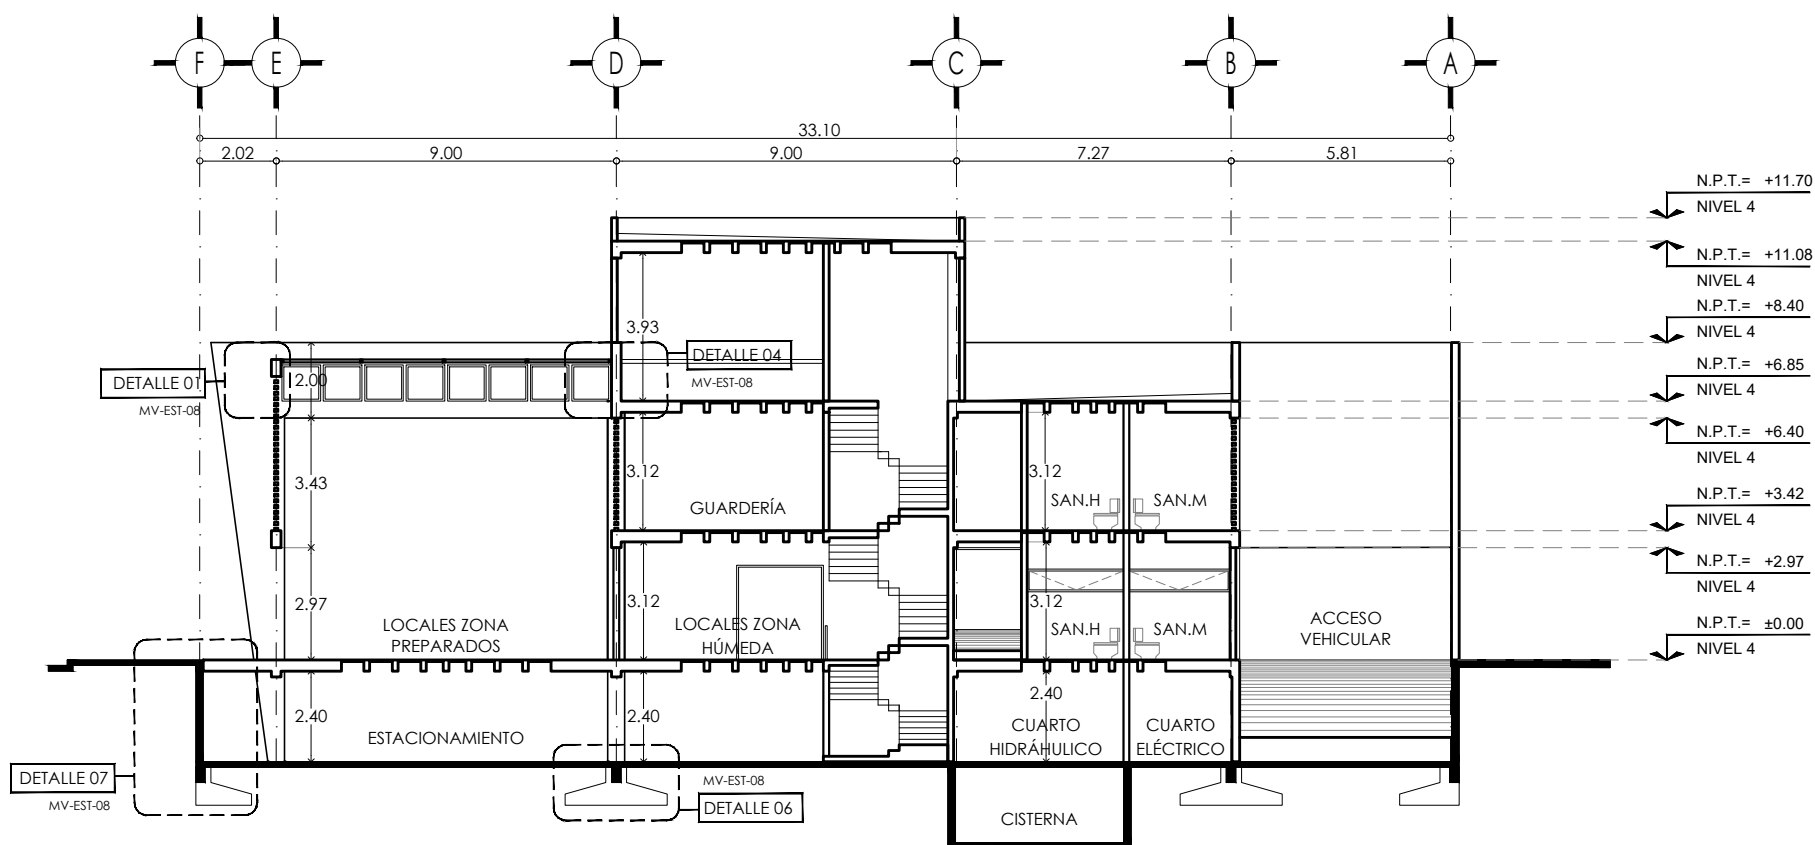 F
E
D
C
B
A
33.10
2.02
9.00
9.00
7.27
5.81
N.P.T.= +11.70
NIVEL 4
N.P.T.= +11.08
NIVEL 4
N.P.T.= +8.40
NIVEL 4
N.P.T.= +6.85
NIVEL 4
N.P.T.= +6.40
NIVEL 4
N.P.T.= +3.42
NIVEL 4
N.P.T.= +2.97
NIVEL 4
N.P.T.= ±0.00
NIVEL 4
3.93
DETALLE 04
MV-EST-08
DETALLE 01
MV-EST-08
2.00
3.43
3.12
3.12
GUARDERÍA
SAN.H
SAN.M
2.97
3.12
3.12
LOCALES ZONA
PREPARADOS
LOCALES ZONA
HÚMEDA
SAN.H
SAN.M
ACCESO
VEHICULAR
2.40
2.40
2.40
ESTACIONAMIENTO
CUARTO
HIDRÁHULICO
CUARTO
ELÉCTRICO
DETALLE 07
MV-EST-08
MV-EST-08
DETALLE 06
CISTERNA